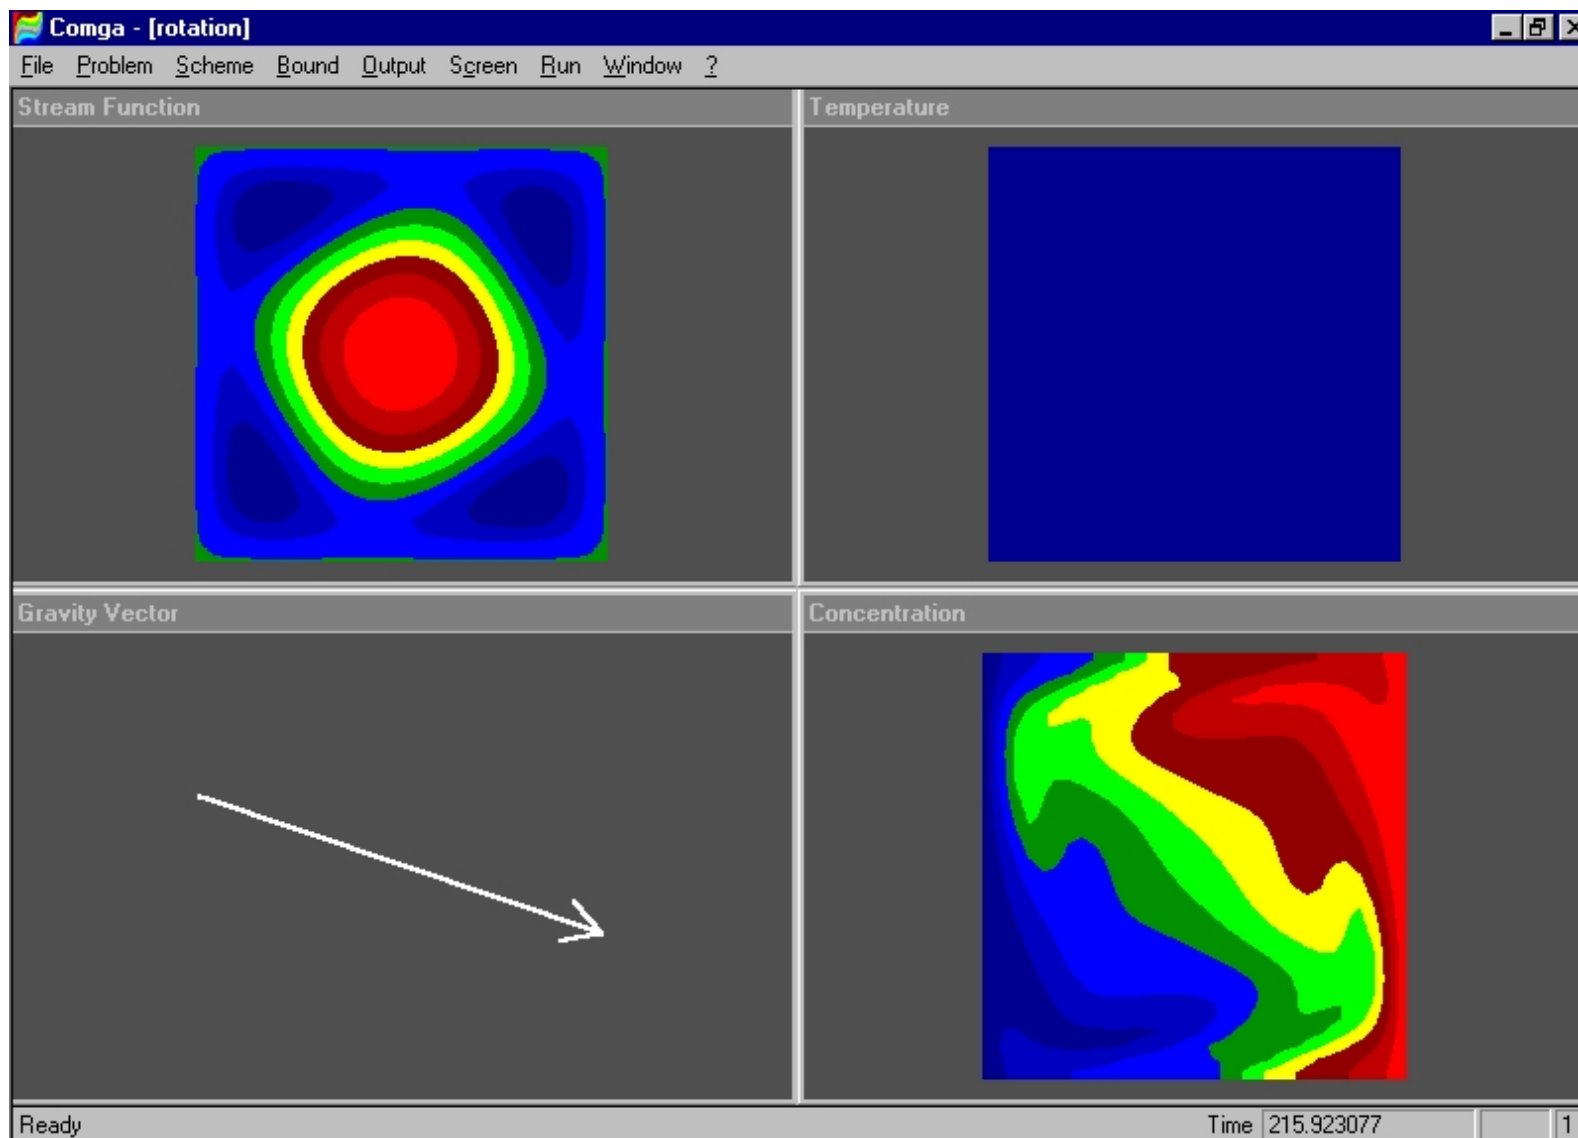 Comga - [rotation]
File Problem Scheme Bound Output Screen Run Window ?
Stream Function
Temperature
Gravity Vector
Concentration
Ready
Time 215.923077 1